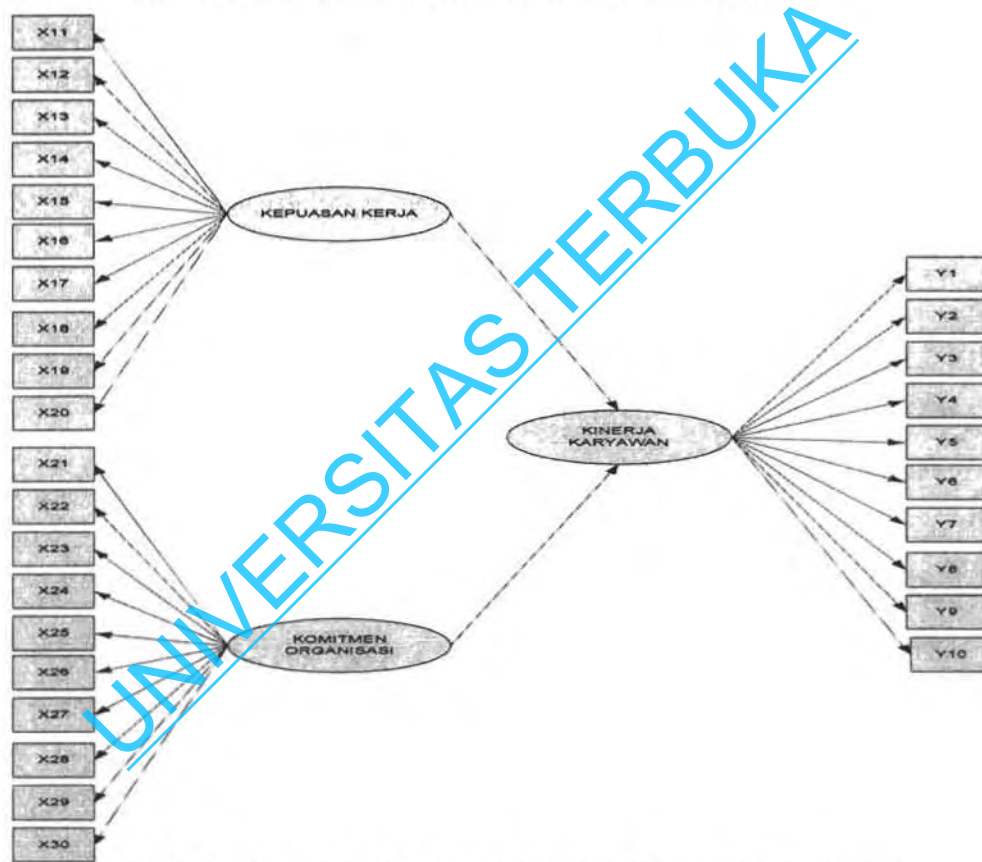 X11
X12
X13
X14
X15
X16
X17
X18
X19
X20
KEPUASAN KERJA
X21
X22
X23
X24
X25
X26
X27
X28
X29
X30
KOMITMEN
ORGANISASI
KINERJA
KARYAWAN
Y1
Y2
Y3
Y4
Y5
Y6
Y7
Y8
Y9
Y10
UNIVERSITAS TERBUKA